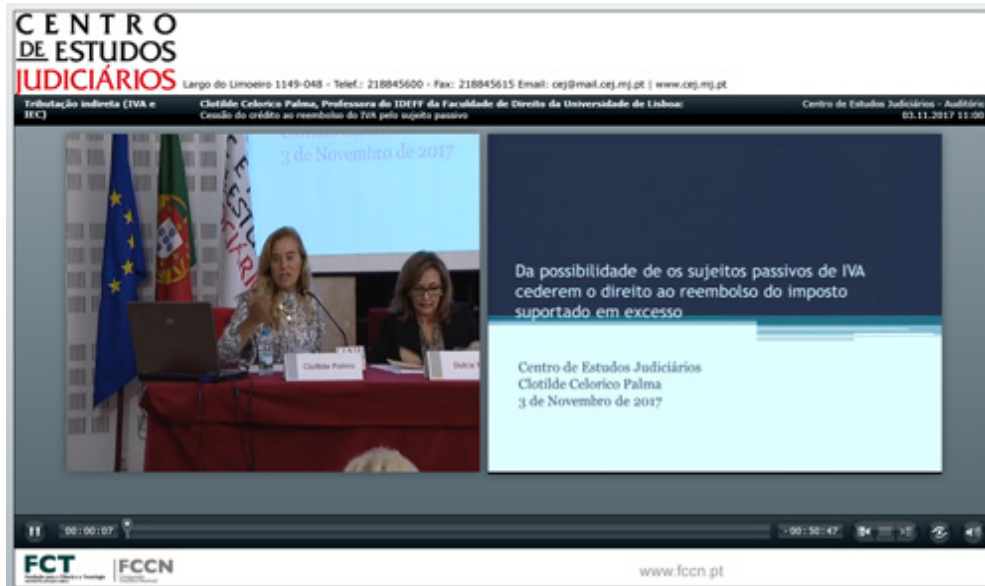 CENTRO
DE ESTUDOS
JUDICIÁRIOS
Largo do Limoeiro 1149-048 - Telef.: 218845600 - Fax: 218845615 Email: cej@mail.cej.mj.pt | www.cej.mj.pt
Tributação indireta (IVA e IEC)
Clotilde Celorico Palma, Professora do IDEFF da Faculdade de Direito da Universidade de Lisboa:
Cessão do crédito ao reembolso do IVA pelo sujeito passivo
Centro de Estudos Judiciários - Auditório
03.11.2017 11:00
3 de Novembro de 2017
Clotilde Palma
Dulce
Da possibilidade de os sujeitos passivos de IVA
cederem o direito ao reembolso do imposto
suportado em excesso
Centro de Estudos Judiciários
Clotilde Celorico Palma
3 de Novembro de 2017
00:00:07
-00:50:47
FCT
FCCN
www.fccn.pt